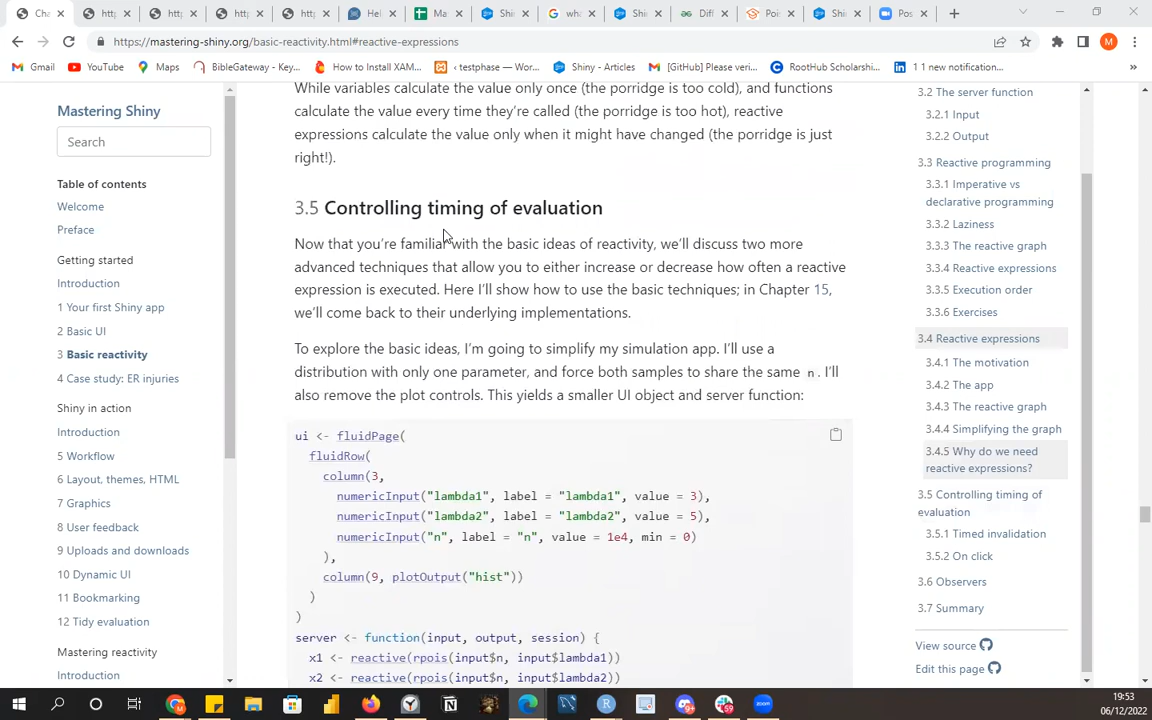 Cha
http
http
http
http
Hel
Ma
Shin
wha
Shin
Diff
Pois
Shin
Pos
https://mastering-shiny.org/basic-reactivity.html#reactive-expressions
M
Gmail
YouTube
Maps
BibleGateway - Key...
How to Install XAM...
‹ testphase — Wor...
Shiny - Articles
[GitHub] Please veri...
RootHub Scholarshi...
1 1 new notification...
»
Mastering Shiny
Search
Table of contents
Welcome
Preface
Getting started
Introduction
1 Your first Shiny app
2 Basic UI
3 Basic reactivity
4 Case study: ER injuries
Shiny in action
Introduction
5 Workflow
6 Layout, themes, HTML
7 Graphics
8 User feedback
9 Uploads and downloads
10 Dynamic UI
11 Bookmarking
12 Tidy evaluation
Mastering reactivity
Introduction
While variables calculate the value only once (the porridge is too cold), and functions
calculate the value every time they're called (the porridge is too hot), reactive
expressions calculate the value only when it might have changed (the porridge is just
right!).
3.5 Controlling timing of evaluation
Now that you're familiar with the basic ideas of reactivity, we'll discuss two more
advanced techniques that allow you to either increase or decrease how often a reactive
expression is executed. Here I'll show how to use the basic techniques; in Chapter 15,
we'll come back to their underlying implementations.
To explore the basic ideas, I'm going to simplify my simulation app. I'll use a
distribution with only one parameter, and force both samples to share the same n. I'll
also remove the plot controls. This yields a smaller UI object and server function:
ui <- fluidPage(
fluidRow(
column(3,
numericInput("lambda1", label = "lambda1", value = 3),
numericInput("lambda2", label = "lambda2", value = 5),
numericInput("n", label = "n", value = 1e4, min = 0)
),
column(9, plotOutput("hist"))
)
)
server <- function(input, output, session) {
x1 <- reactive(rpois(input$n, input$lambda1))
x2 <- reactive(rpois(input$n, input$lambda2))
3.2 The server function
3.2.1 Input
3.2.2 Output
3.3 Reactive programming
3.3.1 Imperative vs
declarative programming
3.3.2 Laziness
3.3.3 The reactive graph
3.3.4 Reactive expressions
3.3.5 Execution order
3.3.6 Exercises
3.4 Reactive expressions
3.4.1 The motivation
3.4.2 The app
3.4.3 The reactive graph
3.4.4 Simplifying the graph
3.4.5 Why do we need
reactive expressions?
3.5 Controlling timing of
evaluation
3.5.1 Timed invalidation
3.5.2 On click
3.6 Observers
3.7 Summary
View source
Edit this page
19:53
06/12/2022